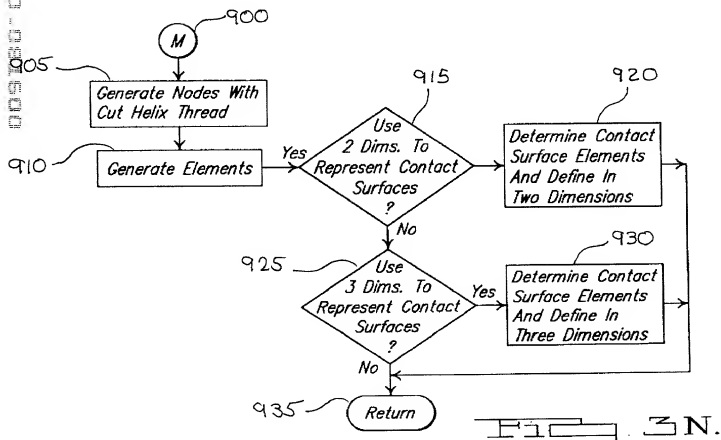 900
M
905
Generate Nodes With
Cut Helix Thread
910
Generate Elements
Yes
915
Use
2 Dims. To
Represent Contact
Surfaces
?
920
Determine Contact
Surface Elements
And Define In
Two Dimensions
No
925
Use
3 Dims. To
Represent Contact
Surfaces
?
Yes
930
Determine Contact
Surface Elements
And Define In
Three Dimensions
No
935
Return
Fig. 3N.